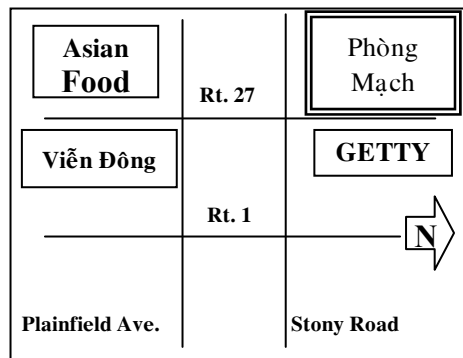 Asian
Food
Phòng
Mạch
Rt. 27
Viễn Đông
GETTY
Rt. 1
N
Plainfield Ave.
Stony Road